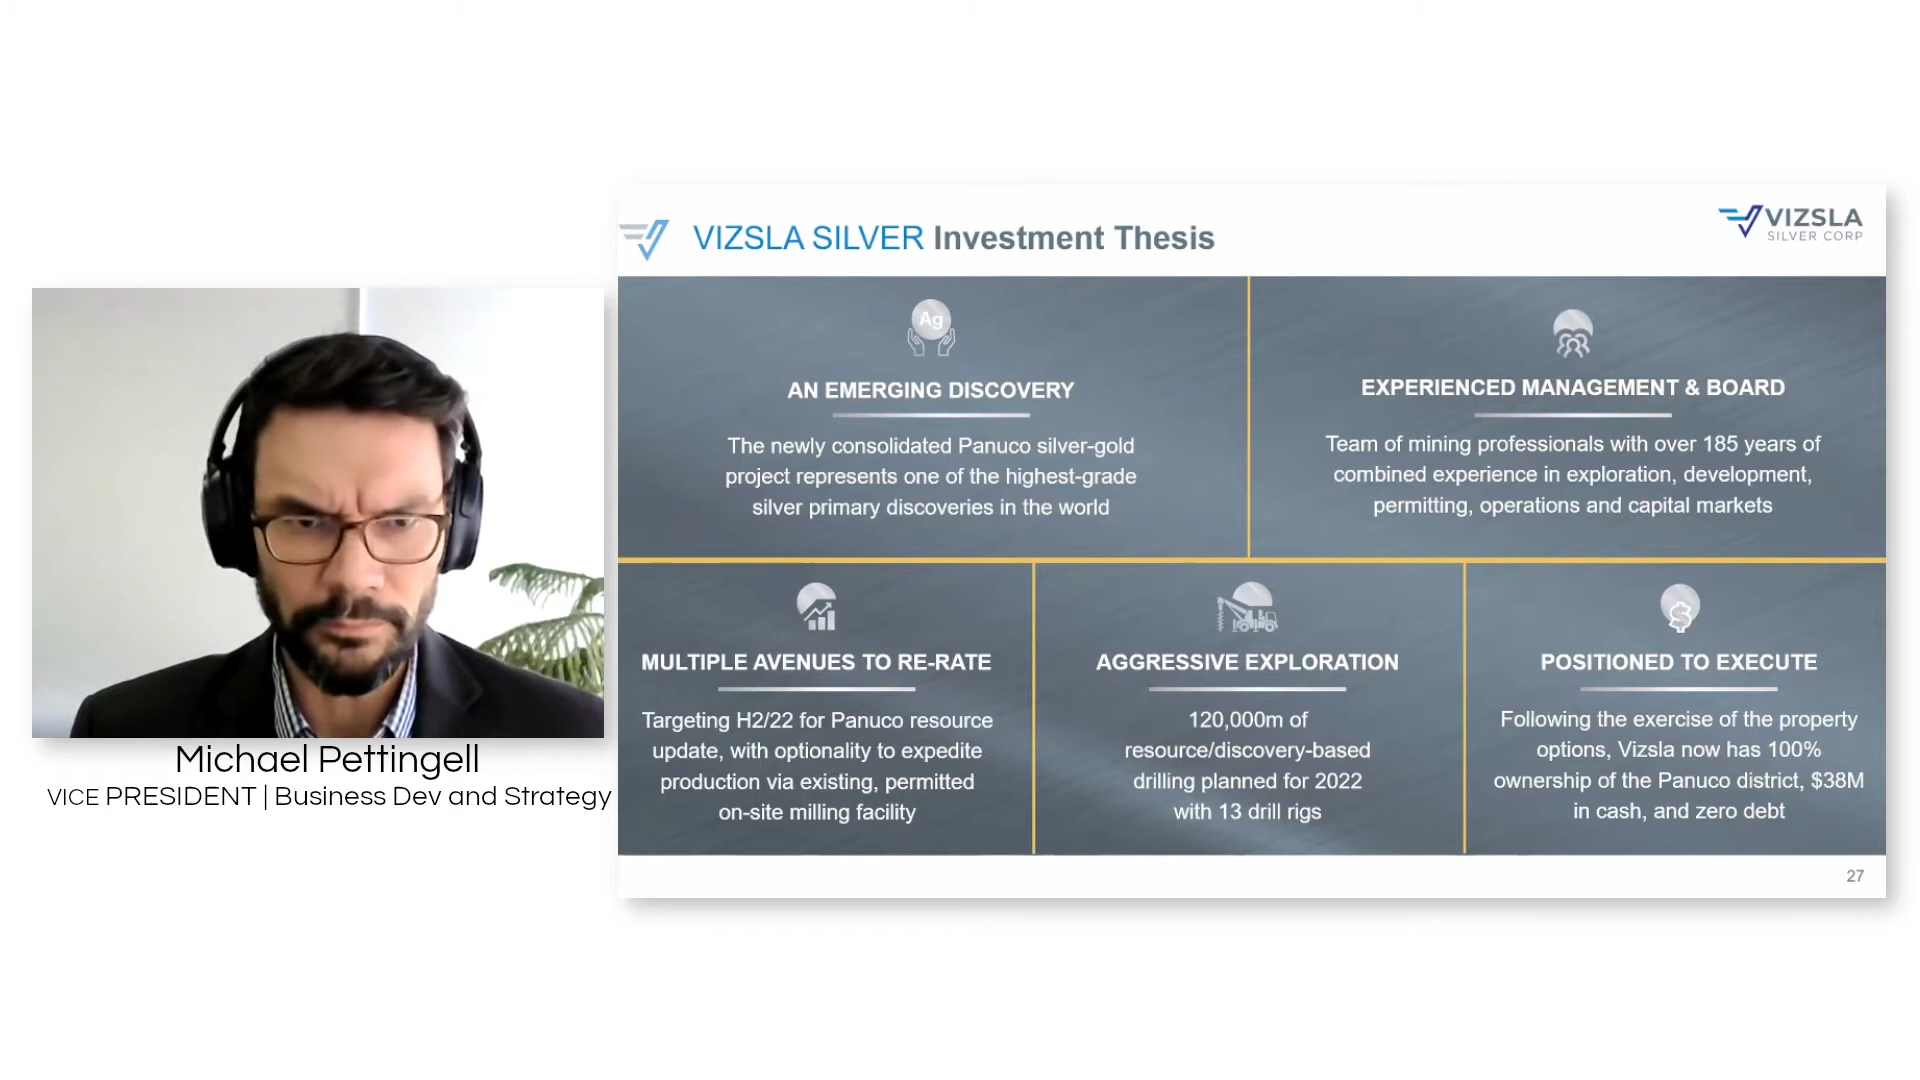 Michael Pettingell
VICE PRESIDENT | Business Dev and Strategy
VIZSLA SILVER Investment Thesis
VIZSLA
SILVER CORP
Ag
AN EMERGING DISCOVERY
The newly consolidated Panuco silver-gold
project represents one of the highest-grade
silver primary discoveries in the world
EXPERIENCED MANAGEMENT & BOARD
Team of mining professionals with over 185 years of
combined experience in exploration, development,
permitting, operations and capital markets
MULTIPLE AVENUES TO RE-RATE
Targeting H2/22 for Panuco resource
update, with optionality to expedite
production via existing, permitted
on-site milling facility
AGGRESSIVE EXPLORATION
120,000m of
resource/discovery-based
drilling planned for 2022
with 13 drill rigs
$
POSITIONED TO EXECUTE
Following the exercise of the property
options, Vizsla now has 100%
ownership of the Panuco district, $38M
in cash, and zero debt
27